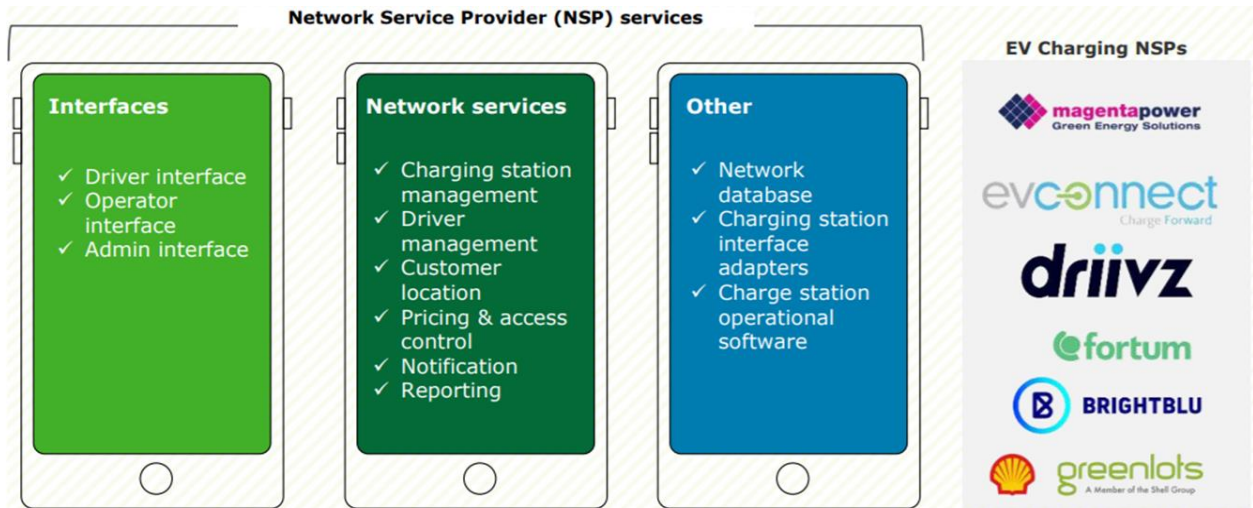 Network Service Provider (NSP) services
Interfaces
✓ Driver interface
✓ Operator
interface
✓ Admin interface
Network services
✓ Charging station
management
✓ Driver
management
✓ Customer
location
✓ Pricing & access
control
✓ Notification
✓ Reporting
Other
✓ Network
database
✓ Charging station
interface
adapters
✓ Charge station
operational
software
EV Charging NSPs
magentapower
Green Energy Solutions
evconnect
Charge Forward
driivz
fortum
BRIGHTBLU
greenlots
A Member of the Shell Group